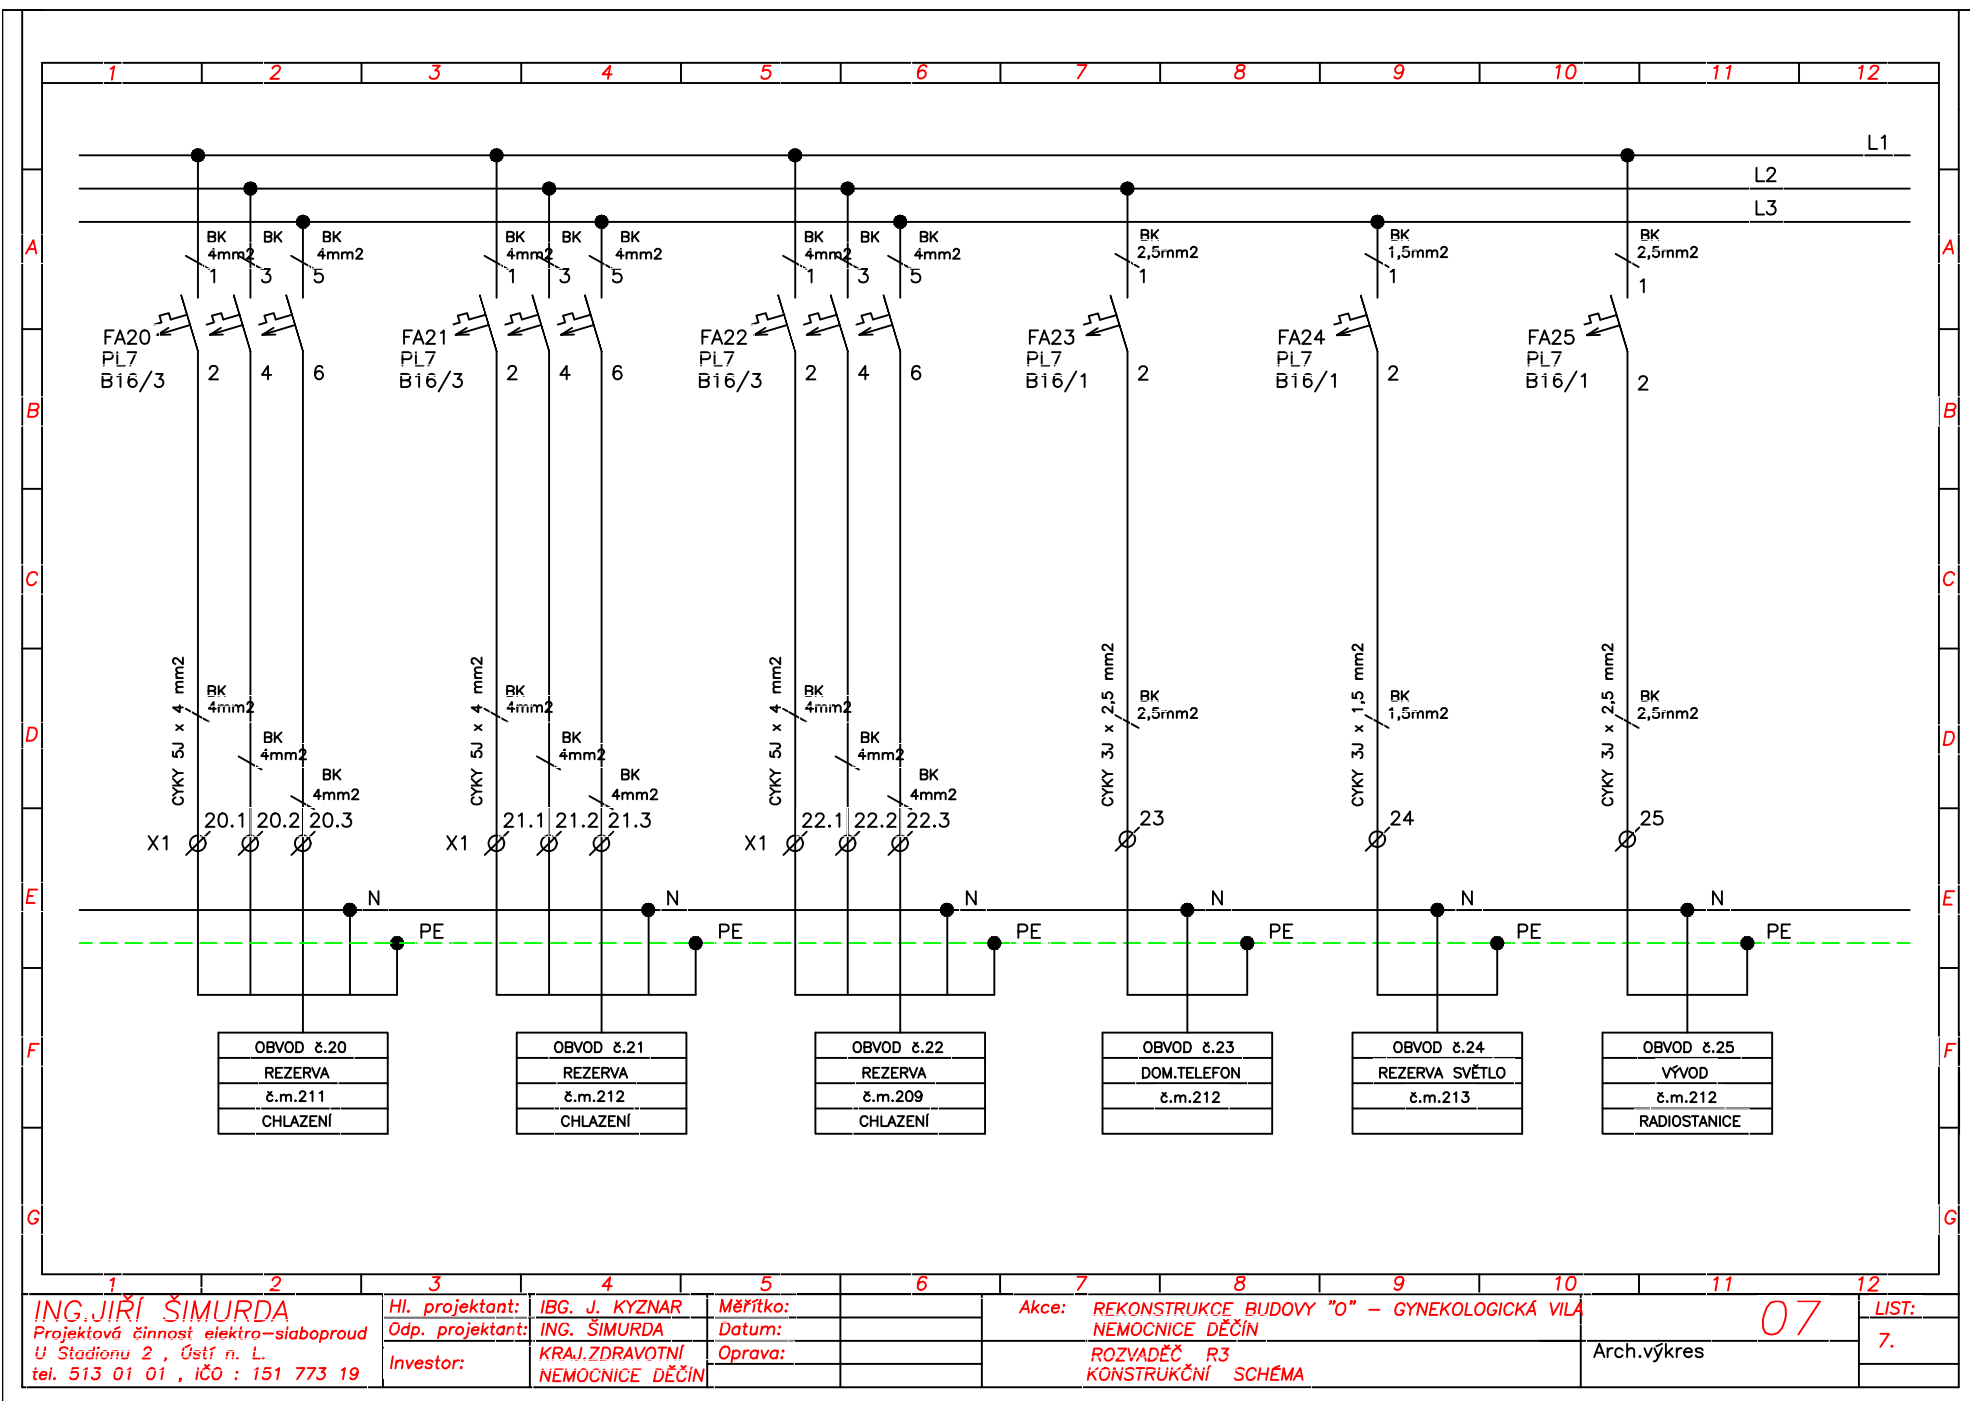 1 2 3 4 5 6 7 8 9 10 11 12
L1
L2
L3
A A
BK BK BK BK BK BK BK BK BK BK BK BK
4mm2 4mm2 4mm2 4mm2 4mm2 4mm2 2,5mm2 1,5mm2 2,5mm2
1 3 5 1 3 5 1 3 5 1 1 1
FA20 FA21 FA22 FA23 FA24 FA25
PL7 PL7 PL7 PL7 PL7 PL7
B16/3 B16/3 B16/3 B16/1 B16/1 B16/1
2 4 6 2 4 6 2 4 6 2 2 2
B B
C C
CYKY 5J x 4 mm2 CYKY 5J x 4 mm2 CYKY 5J x 4 mm2 CYKY 3J x 2,5 mm2 CYKY 3J x 1,5 mm2 CYKY 3J x 2,5 mm2
BK BK BK BK BK BK
4mm2 4mm2 4mm2 2,5mm2 1,5mm2 2,5mm2
D D
BK BK BK
4mm2 4mm2 4mm2
BK BK BK
4mm2 4mm2 4mm2
X1 20.1 20.2 20.3 X1 21.1 21.2 21.3 X1 22.1 22.2 22.3 23 24 25
E E
N N N N N N
PE PE PE PE PE PE
F F
OBVOD č.20
REZERVA
č.m.211
CHLAZENÍ
OBVOD č.21
REZERVA
č.m.212
CHLAZENÍ
OBVOD č.22
REZERVA
č.m.209
CHLAZENÍ
OBVOD č.23
DOM.TELEFON
č.m.212
OBVOD č.24
REZERVA SVĚTLO
č.m.213
OBVOD č.25
VÝVOD
č.m.212
RADIOSTANICE
G G
1 2 3 4 5 6 7 8 9 10 11 12
ING.JIŘÍ ŠIMURDA
Projektová činnost elektro-slaboproud
U Stadionu 2 , Ústí n. L.
tel. 513 01 01 , IČO : 151 773 19
Hl. projektant: IBG. J. KYZNAR
Odp. projektant: ING. ŠIMURDA
Investor: KRAJ.ZDRAVOTNÍ
NEMOCNICE DĚČÍN
Měřítko:
Datum:
Oprava:
Akce: REKONSTRUKCE BUDOVY "O" - GYNEKOLOGICKÁ VILA
NEMOCNICE DĚČÍN
ROZVADĚČ R3
KONSTRUKČNÍ SCHÉMA
07
Arch.výkres
LIST:
7.